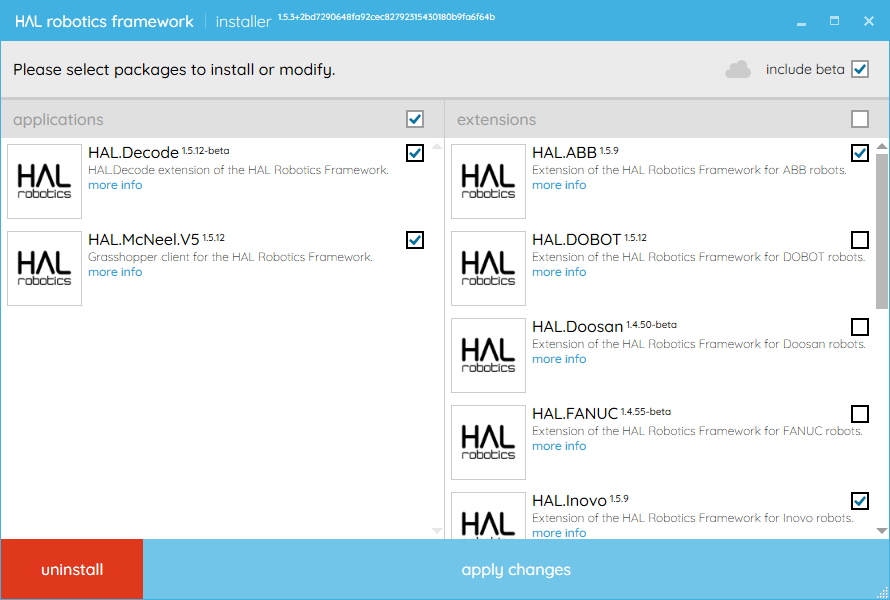 HAL robotics framework installer 1.5.3+2bd7290648fa92cec82792315430180b9fa6f64b
Please select packages to install or modify.
include beta
applications
HAL robotics
HAL.Decode 1.5.12-beta
HAL.Decode extension of the HAL Robotics Framework.
more info
HAL robotics
HAL.McNeel.V5 1.5.12
Grasshopper client for the HAL Robotics Framework.
more info
extensions
HAL robotics
HAL.ABB 1.5.9
Extension of the HAL Robotics Framework for ABB robots.
more info
HAL robotics
HAL.DOBOT 1.5.12
Extension of the HAL Robotics Framework for DOBOT robots.
more info
HAL robotics
HAL.Doosan 1.4.50-beta
Extension of the HAL Robotics Framework for Doosan robots.
more info
HAL robotics
HAL.FANUC 1.4.55-beta
Extension of the HAL Robotics Framework for FANUC robots.
more info
HAL
HAL.Inovo 1.5.9
Extension of the HAL Robotics Framework for Inovo robots.
more info
uninstall
apply changes